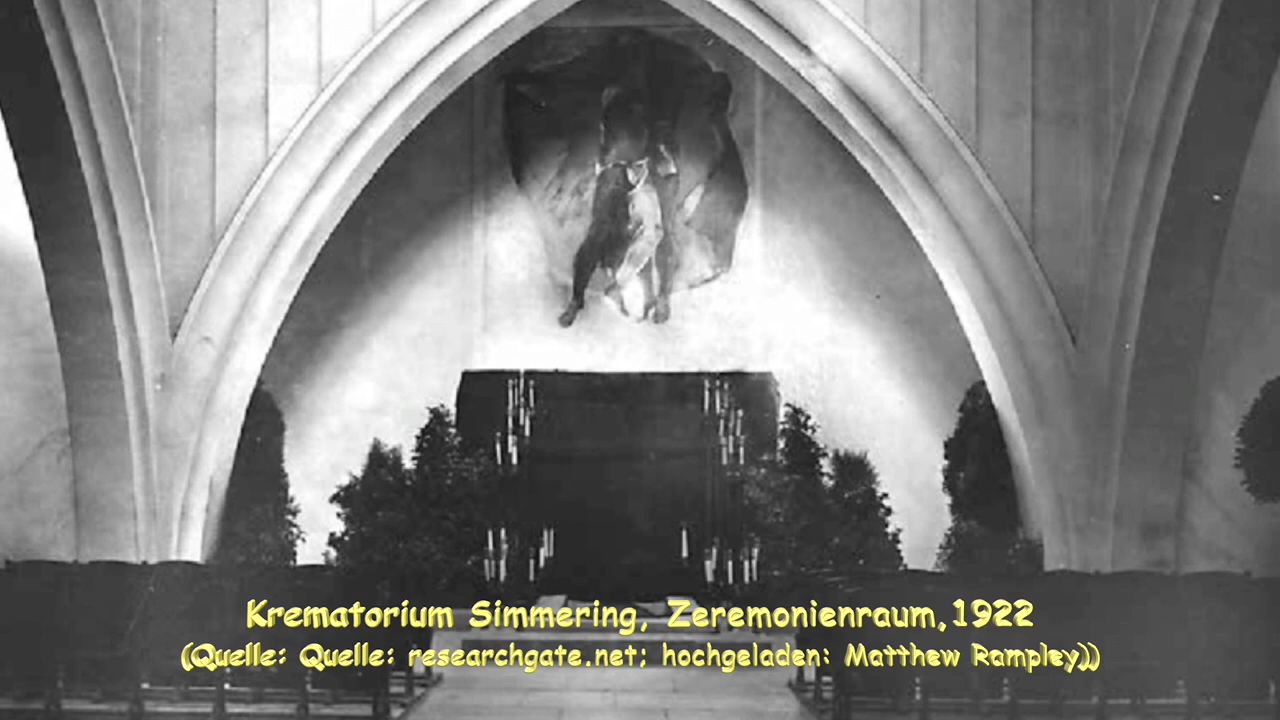 Krematorium Simmering, Zeremonienraum,1922
(Quelle: Quelle: researchgate.net; hochgeladen: Matthew Rampley))